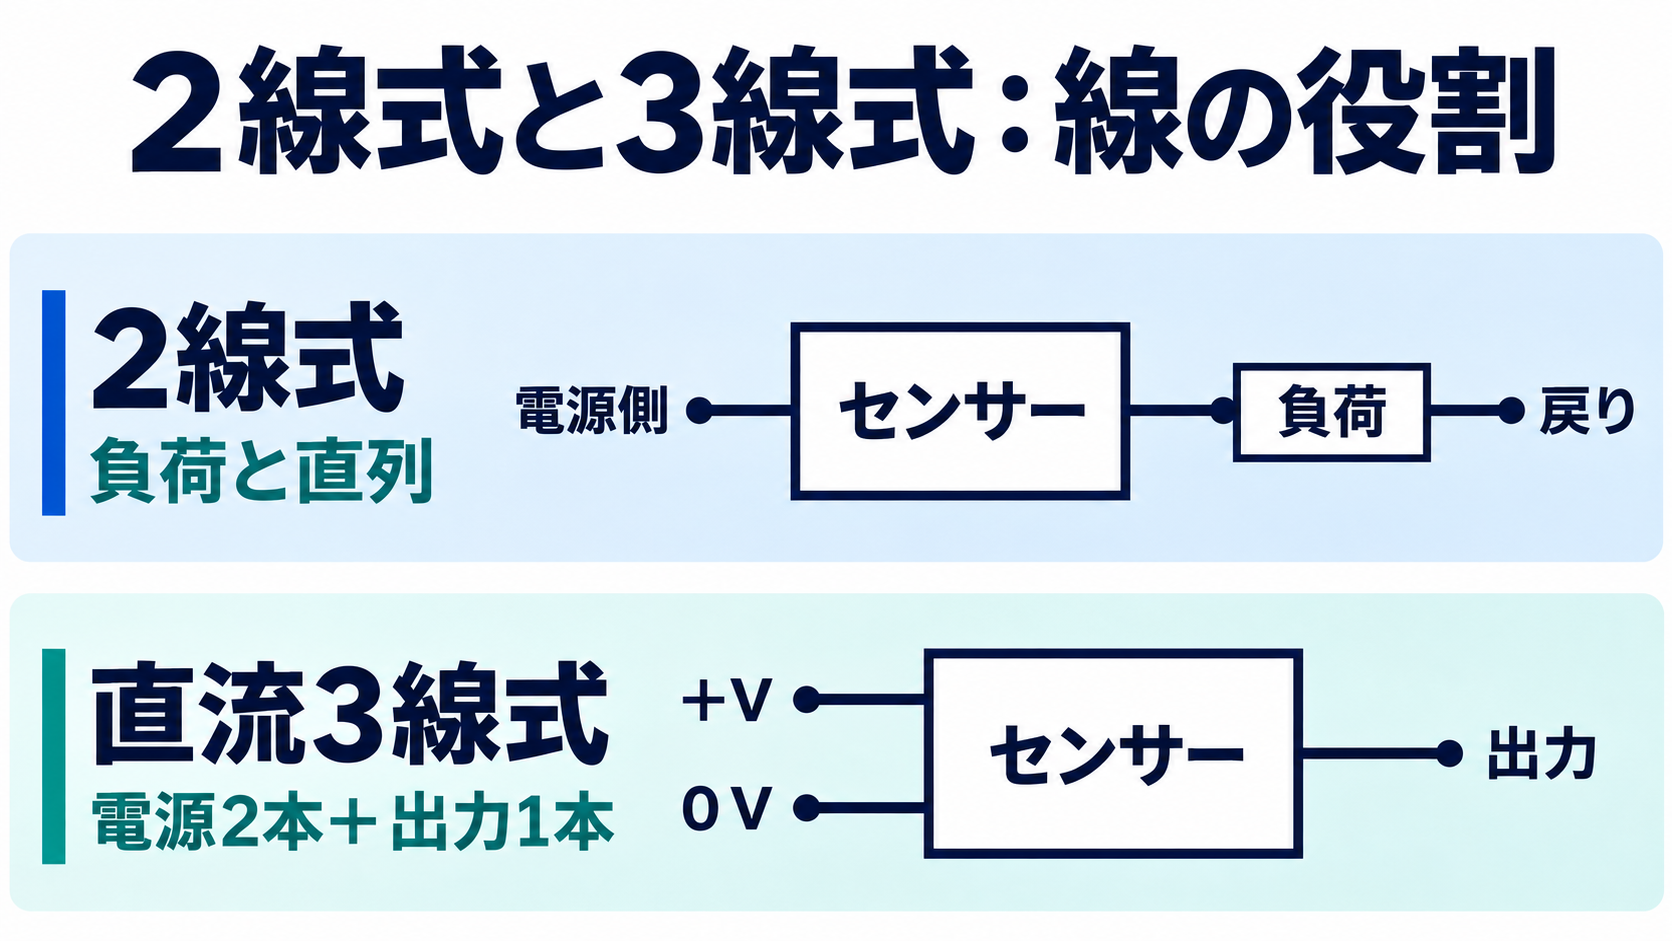 2線式と3線式：線の役割
2線式
負荷と直列
電源側
センサー
負荷
戻り
直流3線式
電源2本＋出力1本
＋V
0V
センサー
出力